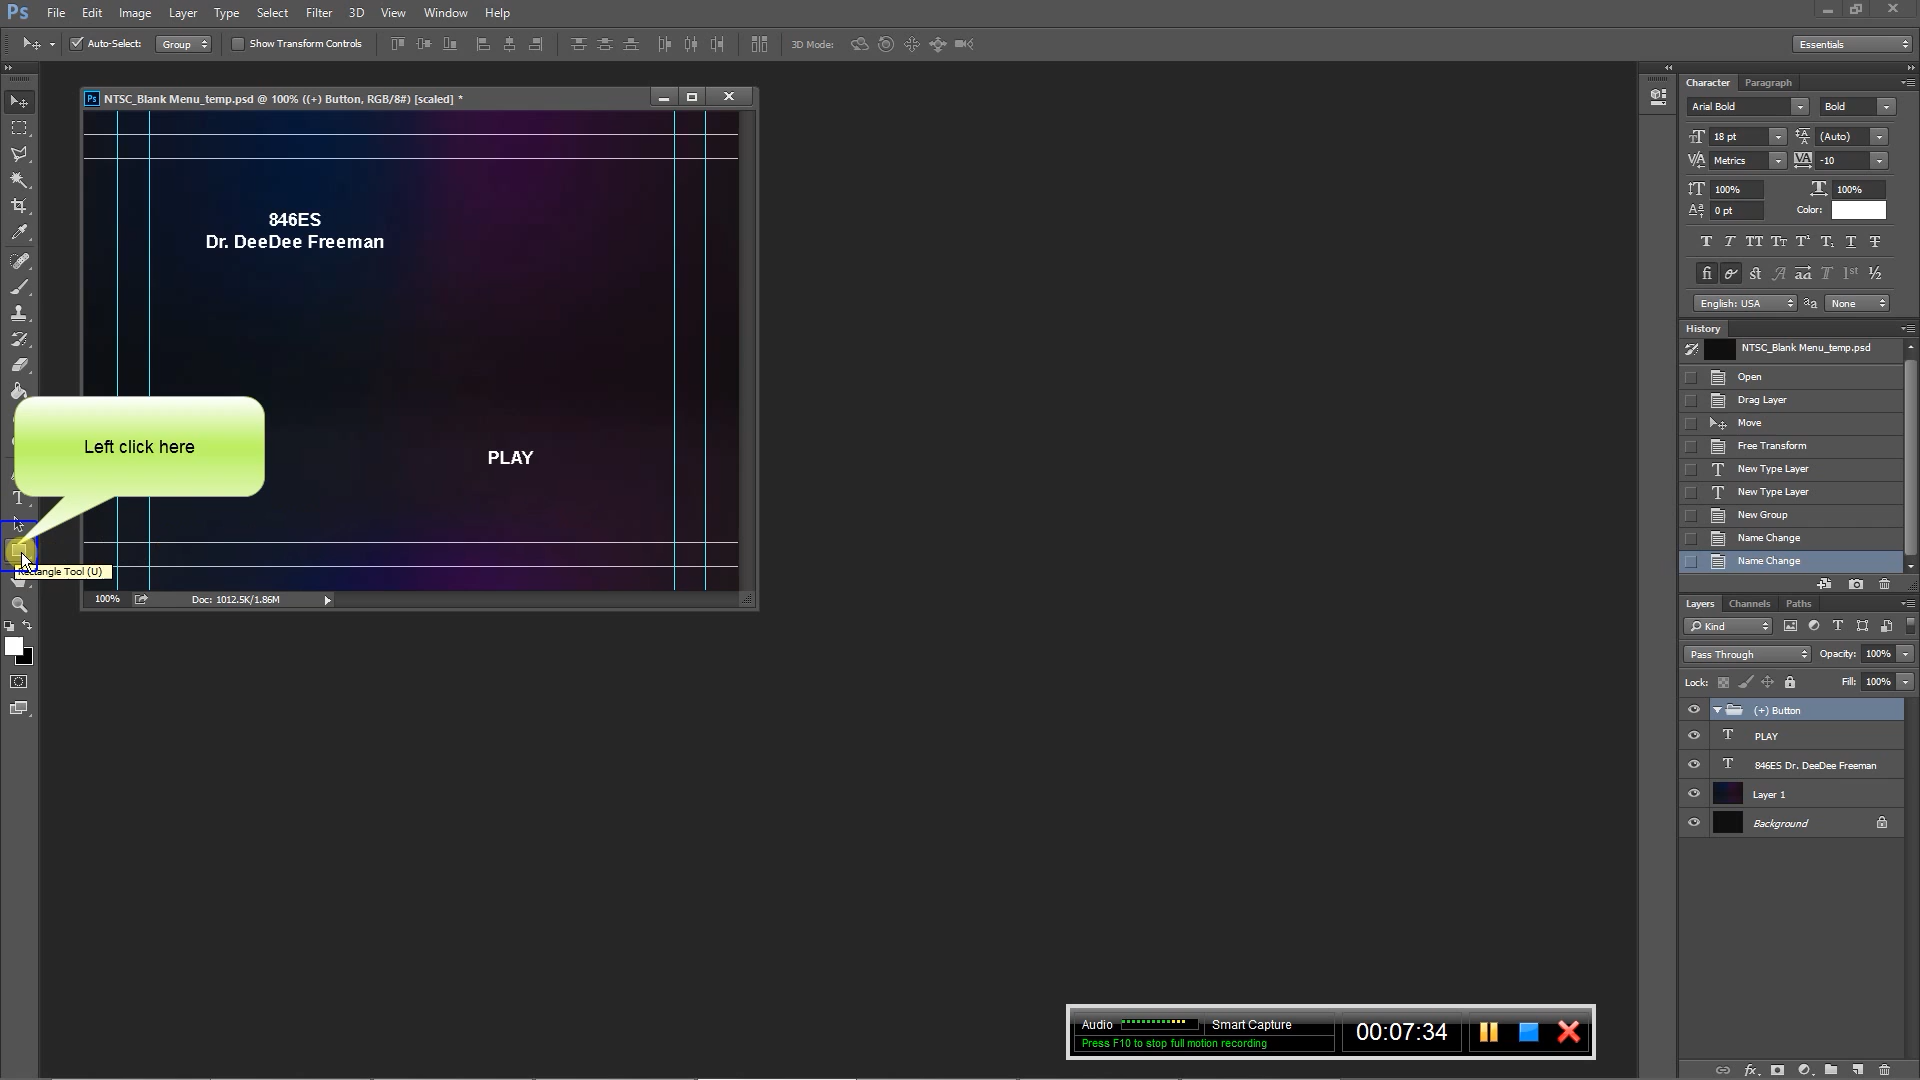 Ps File Edit Image Layer Type Select Filter 3D View Window Help
Auto-Select: Group Show Transform Controls 3D Mode: Essentials
Ps NTSC_Blank Menu_temp.psd @ 100% ((+) Button, RGB/8#) [scaled] *
846ES
Dr. DeeDee Freeman
PLAY
Left click here
Rectangle Tool (U)
100% Doc: 1012.5K/1.86M
Character Paragraph
Arial Bold Bold
18 pt (Auto)
Metrics -10
100% 100%
0 pt Color:
English: USA aa None
History
NTSC_Blank Menu_temp.psd
Open
Drag Layer
Move
Free Transform
New Type Layer
New Type Layer
New Group
Name Change
Name Change
Layers Channels Paths
Kind
Pass Through Opacity: 100%
Lock: Fill: 100%
(+) Button
PLAY
846ES Dr. DeeDee Freeman
Layer 1
Background
Audio Smart Capture 00:07:34
Press F10 to stop full motion recording